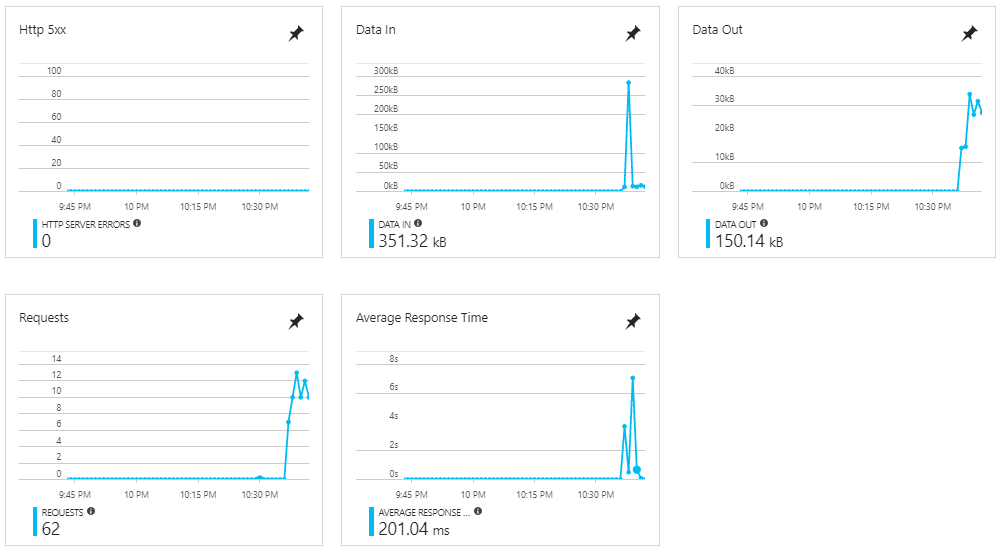 Http 5xx
100
80
60
40
20
0
9:45 PM 10 PM 10:15 PM 10:30 PM
HTTP SERVER ERRORS
0
Data In
300kB
250kB
200kB
150kB
100kB
50kB
0kB
9:45 PM 10 PM 10:15 PM 10:30 PM
DATA IN
351.32 kB
Data Out
40kB
30kB
20kB
10kB
0kB
9:45 PM 10 PM 10:15 PM 10:30 PM
DATA OUT
150.14 kB
Requests
14
12
10
8
6
4
2
0
9:45 PM 10 PM 10:15 PM 10:30 PM
REQUESTS
62
Average Response Time
8s
6s
4s
2s
0s
9:45 PM 10 PM 10:15 PM 10:30 PM
AVERAGE RESPONSE ...
201.04 ms